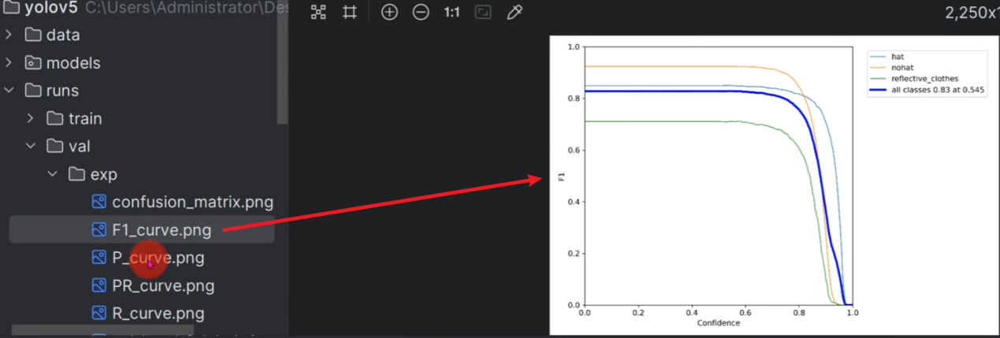 yolov5 C:\Users\Administrator\Des
data
models
runs
train
val
exp
confusion_matrix.png
F1_curve.png
P_curve.png
PR_curve.png
R_curve.png
1:1
2,250x1
1.0
0.8
0.6
0.4
0.2
0.0
F1
0.0 0.2 0.4 0.6 0.8 1.0
Confidence
hat
nohat
reflective_clothes
all classes 0.83 at 0.545